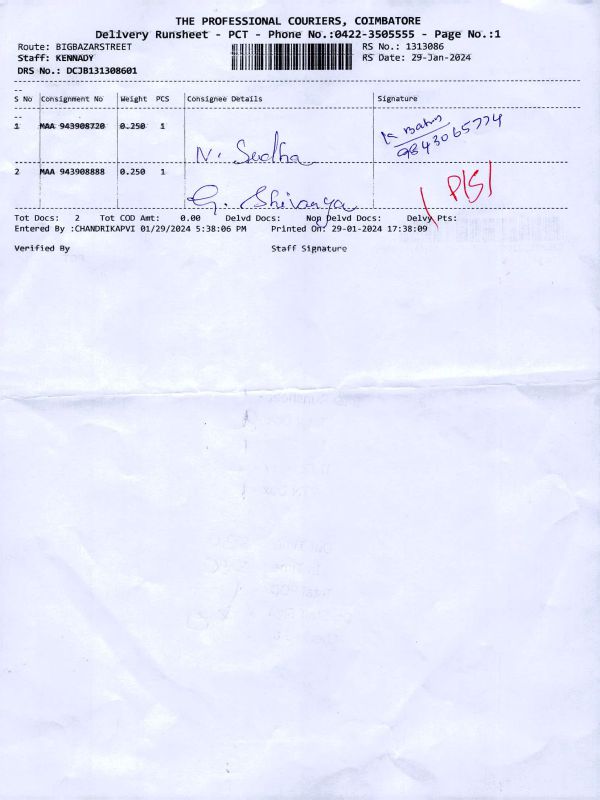 THE PROFESSIONAL COURIERS, COIMBATORE
Delivery Runsheet - PCT - Phone No.:0422-3505555 - Page No.:1
Route: BIGBAZARSTREET RS No.: 1313086
Staff: KENNADY RS Date: 29-Jan-2024
DRS No.: DCJB131308601
S No Consignment No Weight PCS Consignee Details Signature
1 MAA 943908720 0.250 1
N. Sudha 9843065774
2 MAA 943908888 0.250 1
G. Shivanya
Tot Docs: 2 Tot COD Amt: 0.00 Delvd Docs: Non Delvd Docs: Delvy Pts:
Entered By :CHANDRIKAPVI 01/29/2024 5:38:06 PM Printed On: 29-01-2024 17:38:09
Verified By Staff Signature